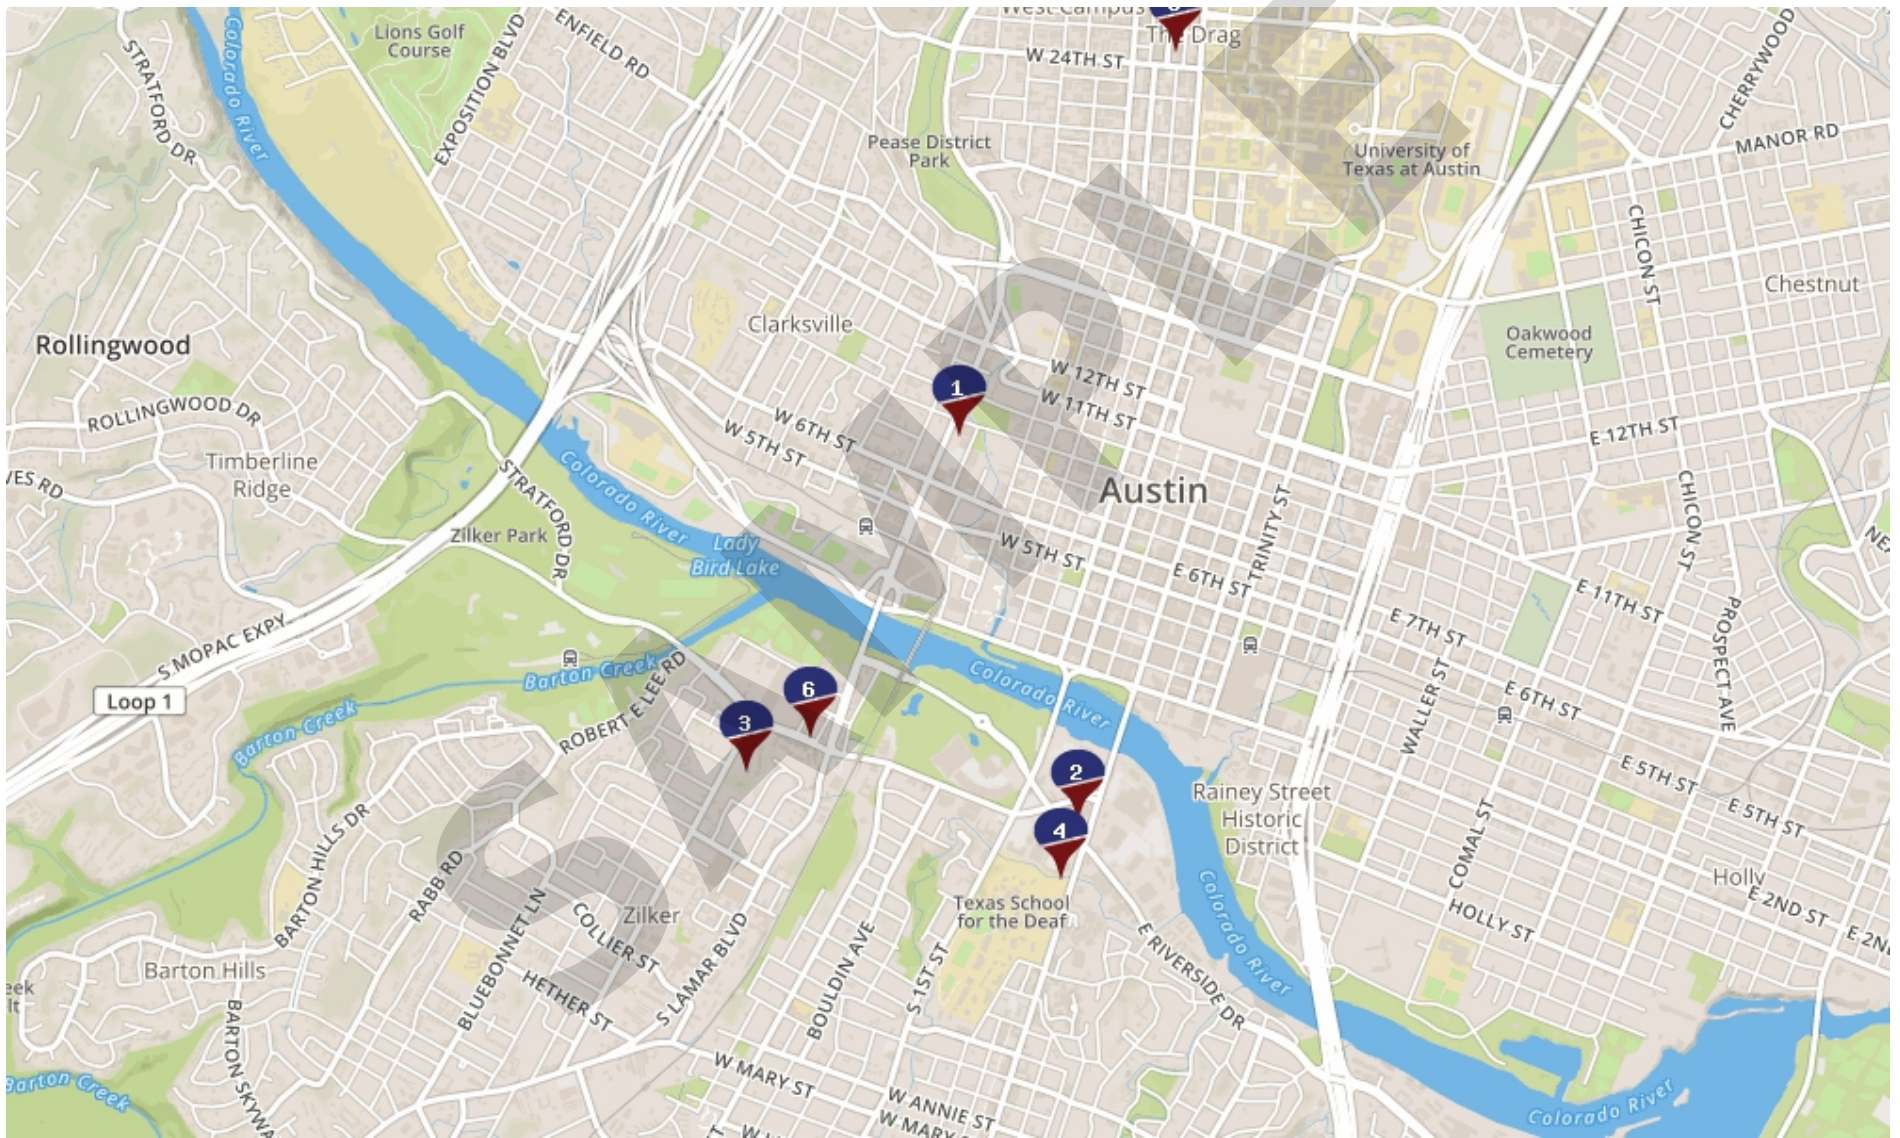 West Campus
The Drag
Lions Golf
Course
ENFIELD RD
EXPOSITION BLVD
STRATFORD DR
Colorado River
W 24TH ST
CHERRYWOOD
MANOR RD
Pease District
Park
University of
Texas at Austin
CHICON ST
Chestnut
Clarksville
Rollingwood
Oakwood
Cemetery
1
W 12TH ST
W 11TH ST
ROLLINGWOOD DR
W 6TH ST
W 5TH ST
E 12TH ST
Timberline
Ridge
STRATFORD DR
Colorado River
Austin
TRINITY ST
CHICON ST
Zilker Park
Lady
Bird Lake
W 5TH ST
E 6TH ST
E 11TH ST
PROSPECT AVE
E 7TH ST
S MOPAC EXPY
Loop 1
Barton Creek
ROBERT E LEE RD
Barton Creek
Colorado River
WALLER ST
E 6TH ST
6
3
2
4
E 5TH ST
E 5TH ST
Rainey Street
Historic
District
COMAL ST
BARTON HILLS DR
RABB RD
Zilker
BLUEBONNET LN
COLLIER ST
HETHER ST
S LAMAR BLVD
BOULDIN AVE
S 1ST ST
Texas School
for the Deaf
E RIVERSIDE DR
Colorado River
Holly
HOLLY ST
E 2ND ST
E 2N
Barton Hills
BARTON SKYWA
Barton Creek
W MARY ST
W ANNIE ST
W MARY
Colorado River
SAMPLE